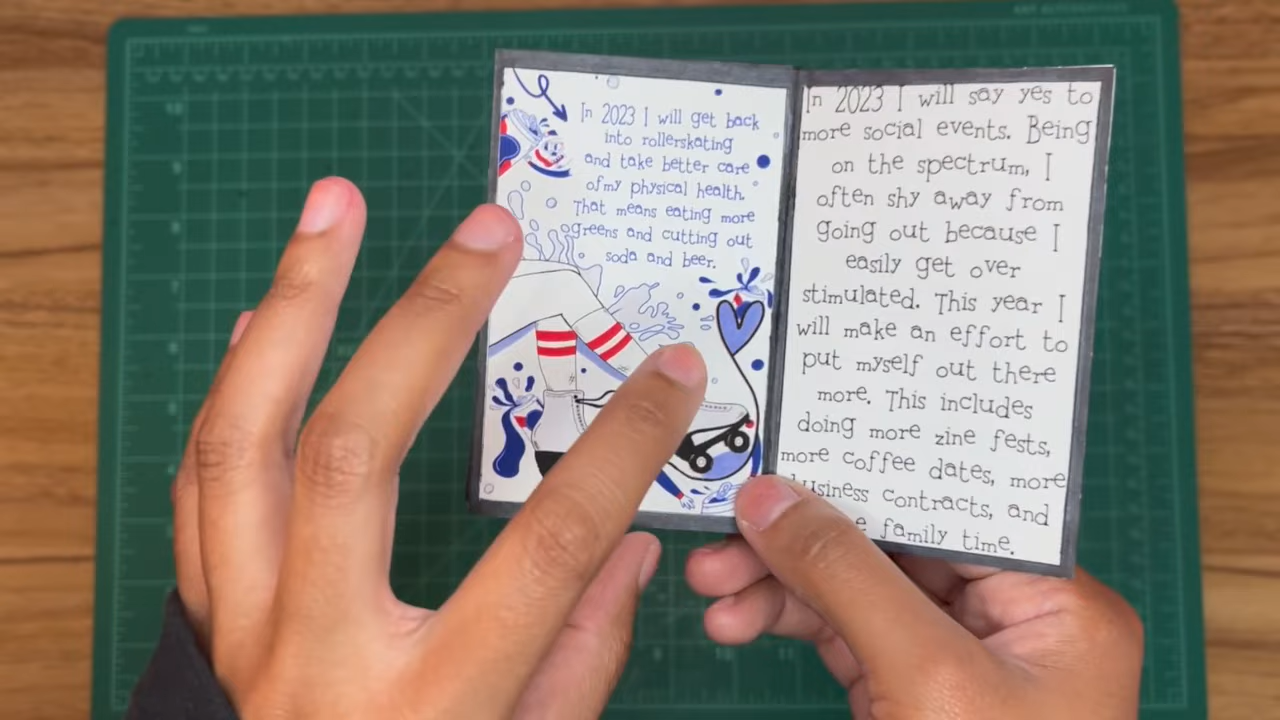 In 2023 I will get back
into rollerskating
and take better care
of my physical health.
That means eating more
greens and cutting out
soda and beer.
In 2023 I will say yes to
more social events. Being
on the spectrum, I
often shy away from
going out because I
easily get over
stimulated. This year I
will make an effort to
put myself out there
more. This includes
doing more zine fests,
more coffee dates, more
business contracts, and
family time.